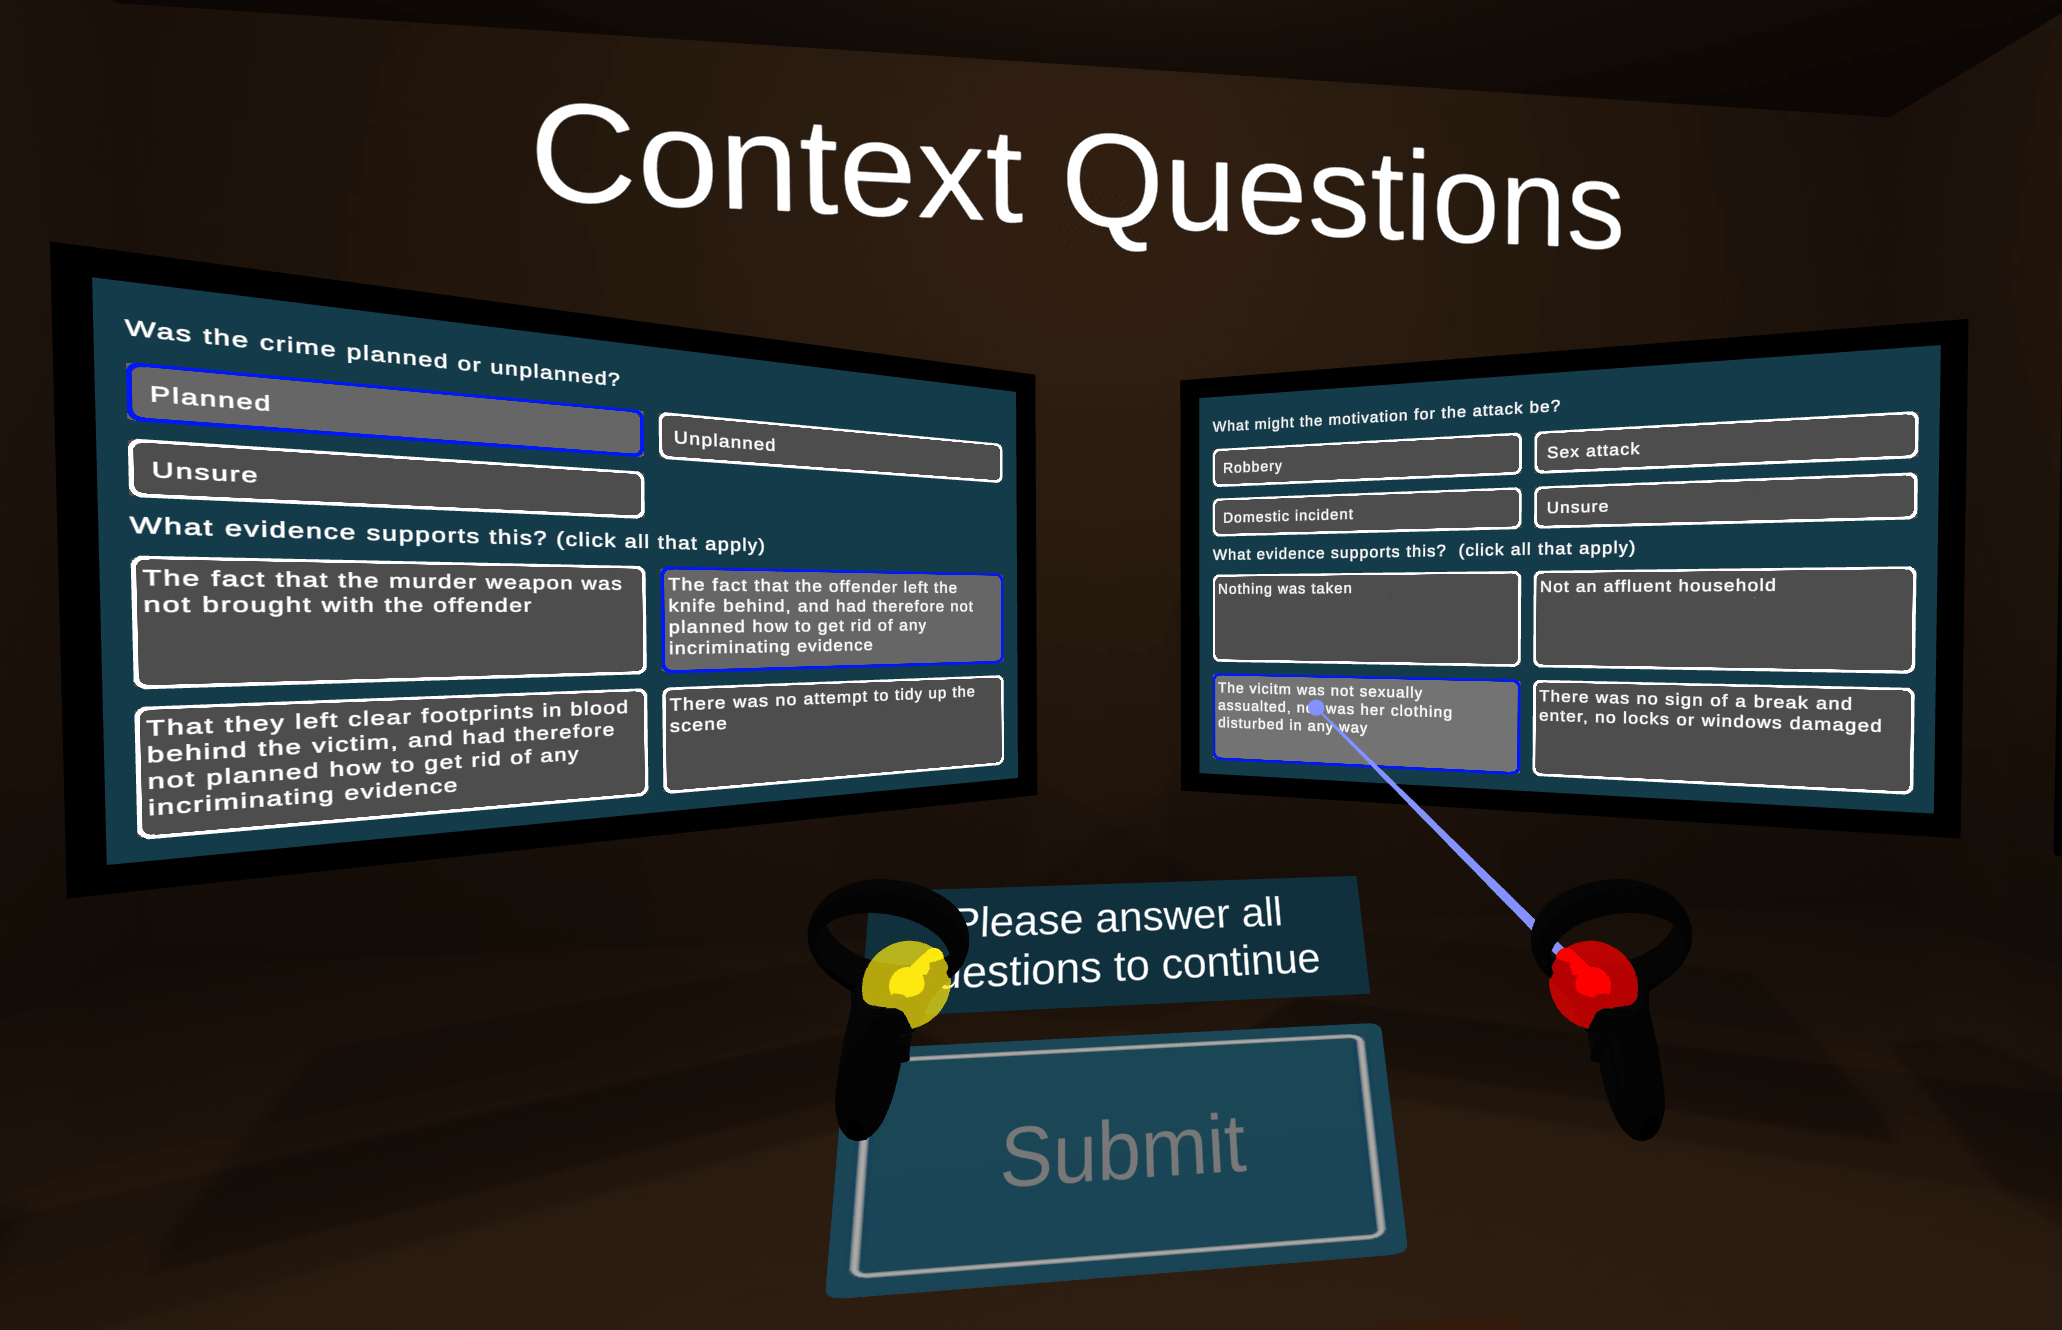 Context Questions
Was the crime planned or unplanned?
Planned
Unplanned
Unsure
What evidence supports this? (click all that apply)
The fact that the murder weapon was
not brought with the offender
The fact that the offender left the
knife behind, and had therefore not
planned how to get rid of any
incriminating evidence
That they left clear footprints in blood
behind the victim, and had therefore
not planned how to get rid of any
incriminating evidence
There was no attempt to tidy up the
scene
What might the motivation for the attack be?
Robbery
Sex attack
Domestic incident
Unsure
What evidence supports this? (click all that apply)
Nothing was taken
Not an affluent household
The vicitm was not sexually
assualted, was her clothing
disturbed in any way
There was no sign of a break and
enter, no locks or windows damaged
Please answer all
to continue
Submit